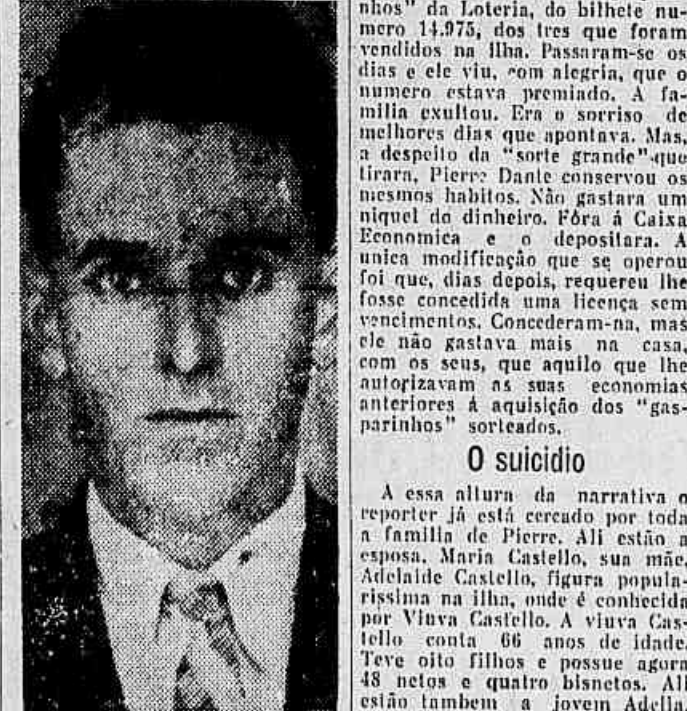 nhos" da Loteria, do bilhete nu-
mero 14.975, dos tres que foram
vendidos na Ilha. Passaram-se os
dias e ele viu, com alegria, que o
numero estava premiado. A fa-
milia exultou. Era o sorriso de
melhores dias que apontava. Mas,
a despeito da "sorte grande" que
tirara, Pierre Dante conservou os
mesmos habitos. Não gastara um
niquel do dinheiro. Fôra á Caixa
Economica e o depositara. A
unica modificação que se operou
foi que, dias depois, requereu lhe
fosse concedida uma licença sem
vencimentos. Concederam-na, mas
ele não gastava mais na casa,
com os seus, que aquilo que lhe
autorizavam as suas economias
anteriores á aquisição dos "gas-
parinhos" sorteados.
O suicidio
A essa altura da narrativa o
reporter já está cercado por toda
a familia de Pierre. Ali estão a
esposa, Maria Castello, sua mãe,
Adelaide Castello, figura popula-
rissima na ilha, onde é conhecida
por Viuva Castello. A viuva Cas-
tello conta 66 anos de idade.
Teve oito filhos e possue agora
48 netos e quatro bisnetos. Ali
estão tambem a jovem Adelia,